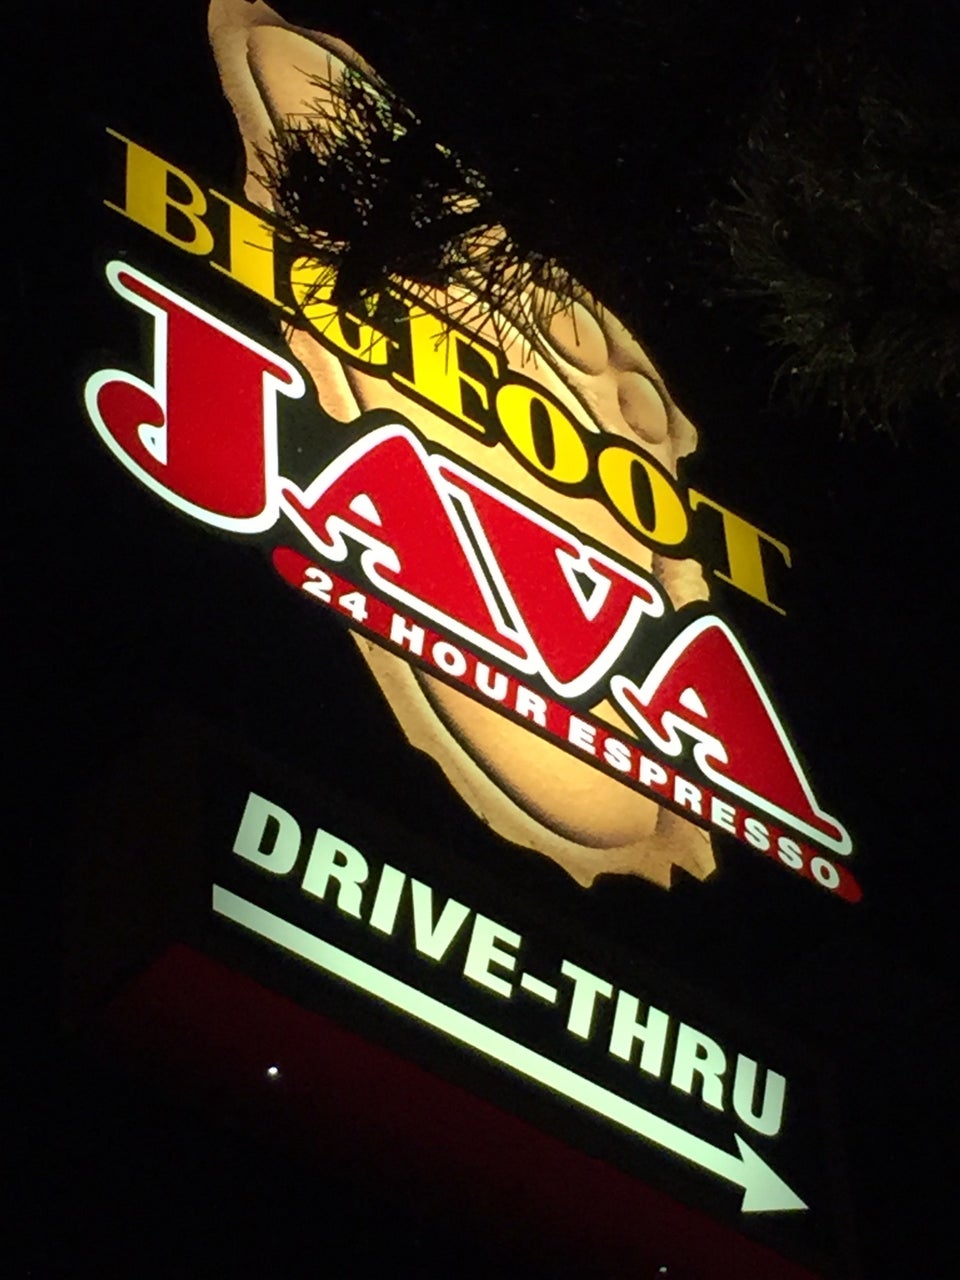 BIGFOOT
JAVA
24 HOUR ESPRESSO
DRIVE-THRU